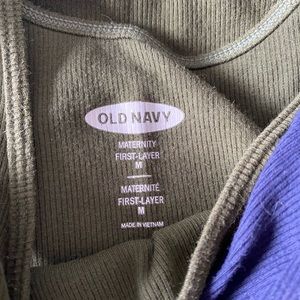 OLD NAVY
MATERNITY
FIRST-LAYER
M
MATERNITÉ
FIRST-LAYER
M
MADE IN VIETNAM